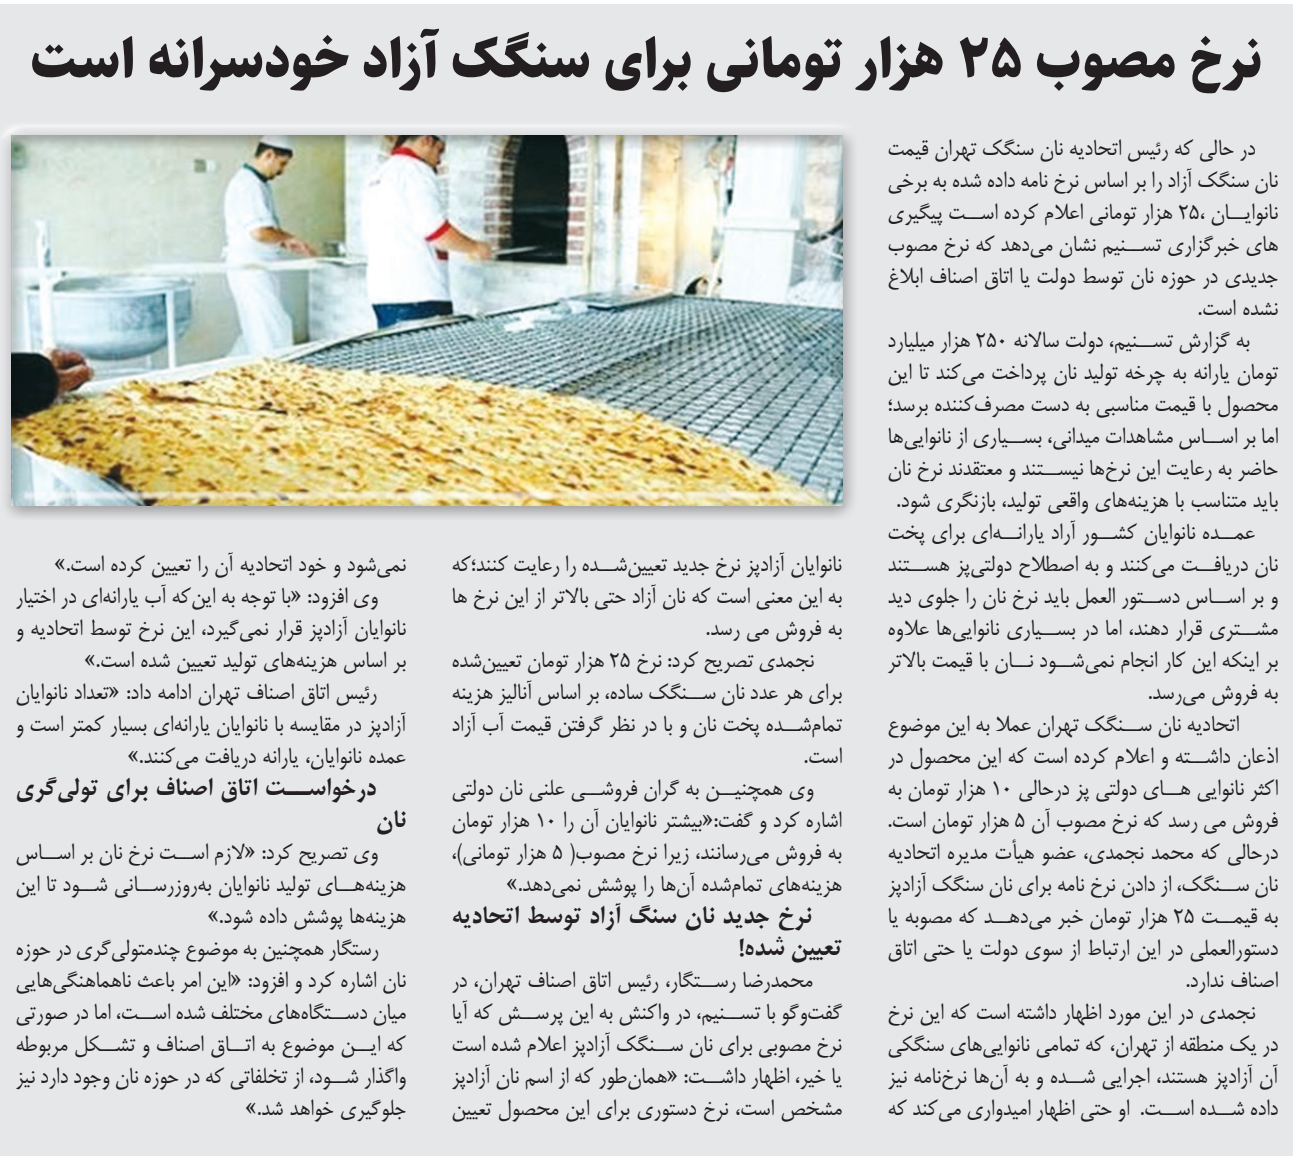 نرخ مصوب ۲۵ هزار تومانی برای سنگک آزاد خودسرانه است
در حالی که رئیس اتحادیه نان سنگک تهران قیمت
نان سنگک آزاد را بر اساس نرخ نامه داده شده به برخی
نانوایان ،۲۵ هزار تومانی اعلام کرده است پیگیری
های خبرگزاری تسنیم نشان می‌دهد که نرخ مصوب
جدیدی در حوزه نان توسط دولت یا اتاق اصناف ابلاغ
نشده است.
به گزارش تسنیم، دولت سالانه ۲۵۰ هزار میلیارد
تومان یارانه به چرخه تولید نان پرداخت می‌کند تا این
محصول با قیمت مناسبی به دست مصرف‌کننده برسد؛
اما بر اساس مشاهدات میدانی، بسیاری از نانوایی‌ها
حاضر به رعایت این نرخ‌ها نیستند و معتقدند نرخ نان
باید متناسب با هزینه‌های واقعی تولید، بازنگری شود.
عمده نانوایان کشور آراد یارانه‌ای برای پخت
نان دریافت می‌کنند و به اصطلاح دولتی‌پز هستند
و بر اساس دستور العمل باید نرخ نان را جلوی دید
مشتری قرار دهند، اما در بسیاری نانوایی‌ها علاوه
بر اینکه این کار انجام نمی‌شود نان با قیمت بالاتر
به فروش می‌رسد.
اتحادیه نان سنگک تهران عملا به این موضوع
اذعان داشته و اعلام کرده است که این محصول در
اکثر نانوایی های دولتی پز درحالی ۱۰ هزار تومان به
فروش می رسد که نرخ مصوب آن ۵ هزار تومان است.
درحالی که محمد نجمدی، عضو هیأت مدیره اتحادیه
نان سنگک، از دادن نرخ نامه برای نان سنگک آزادپز
به قیمت ۲۵ هزار تومان خبر می‌دهد که مصوبه یا
دستورالعملی در این ارتباط از سوی دولت یا حتی اتاق
اصناف ندارد.
نجمدی در این مورد اظهار داشته است که این نرخ
در یک منطقه از تهران، که تمامی نانوایی‌های سنگکی
آن آزادپز هستند، اجرایی شده و به آن‌ها نرخ‌نامه نیز
داده شده است. او حتی اظهار امیدواری می‌کند که
نانوایان آزادپز نرخ جدید تعیین‌شده را رعایت کنند؛که
به این معنی است که نان آزاد حتی بالاتر از این نرخ ها
به فروش می رسد.
نجمدی تصریح کرد: نرخ ۲۵ هزار تومان تعیین‌شده
برای هر عدد نان سنگک ساده، بر اساس آنالیز هزینه
تمام‌شده پخت نان و با در نظر گرفتن قیمت آب آزاد
است.
وی همچنین به گران فروشی علنی نان دولتی
اشاره کرد و گفت:«بیشتر نانوایان آن را ۱۰ هزار تومان
به فروش می‌رسانند، زیرا نرخ مصوب( ۵ هزار تومانی)،
هزینه‌های تمام‌شده آن‌ها را پوشش نمی‌دهد.»
نرخ جدید نان سنگ آزاد توسط اتحادیه
تعیین شده!
محمدرضا رستگار، رئیس اتاق اصناف تهران، در
گفت‌وگو با تسنیم، در واکنش به این پرسش که آیا
نرخ مصوبی برای نان سنگک آزادپز اعلام شده است
یا خیر، اظهار داشت: «همان‌طور که از اسم نان آزادپز
مشخص است، نرخ دستوری برای این محصول تعیین
نمی‌شود و خود اتحادیه آن را تعیین کرده است.»
وی افزود: «با توجه به این‌که آب یارانه‌ای در اختیار
نانوایان آزادپز قرار نمی‌گیرد، این نرخ توسط اتحادیه و
بر اساس هزینه‌های تولید تعیین شده است.»
رئیس اتاق اصناف تهران ادامه داد: «تعداد نانوایان
آزادپز در مقایسه با نانوایان یارانه‌ای بسیار کمتر است و
عمده نانوایان، یارانه دریافت می‌کنند.»
درخواست اتاق اصناف برای تولی‌گری
نان
وی تصریح کرد: «لازم است نرخ نان بر اساس
هزینه‌های تولید نانوایان به‌روزرسانی شود تا این
هزینه‌ها پوشش داده شود.»
رستگار همچنین به موضوع چندمتولی‌گری در حوزه
نان اشاره کرد و افزود: «این امر باعث ناهماهنگی‌هایی
میان دستگاه‌های مختلف شده است، اما در صورتی
که این موضوع به اتاق اصناف و تشکل مربوطه
واگذار شود، از تخلفاتی که در حوزه نان وجود دارد نیز
جلوگیری خواهد شد.»